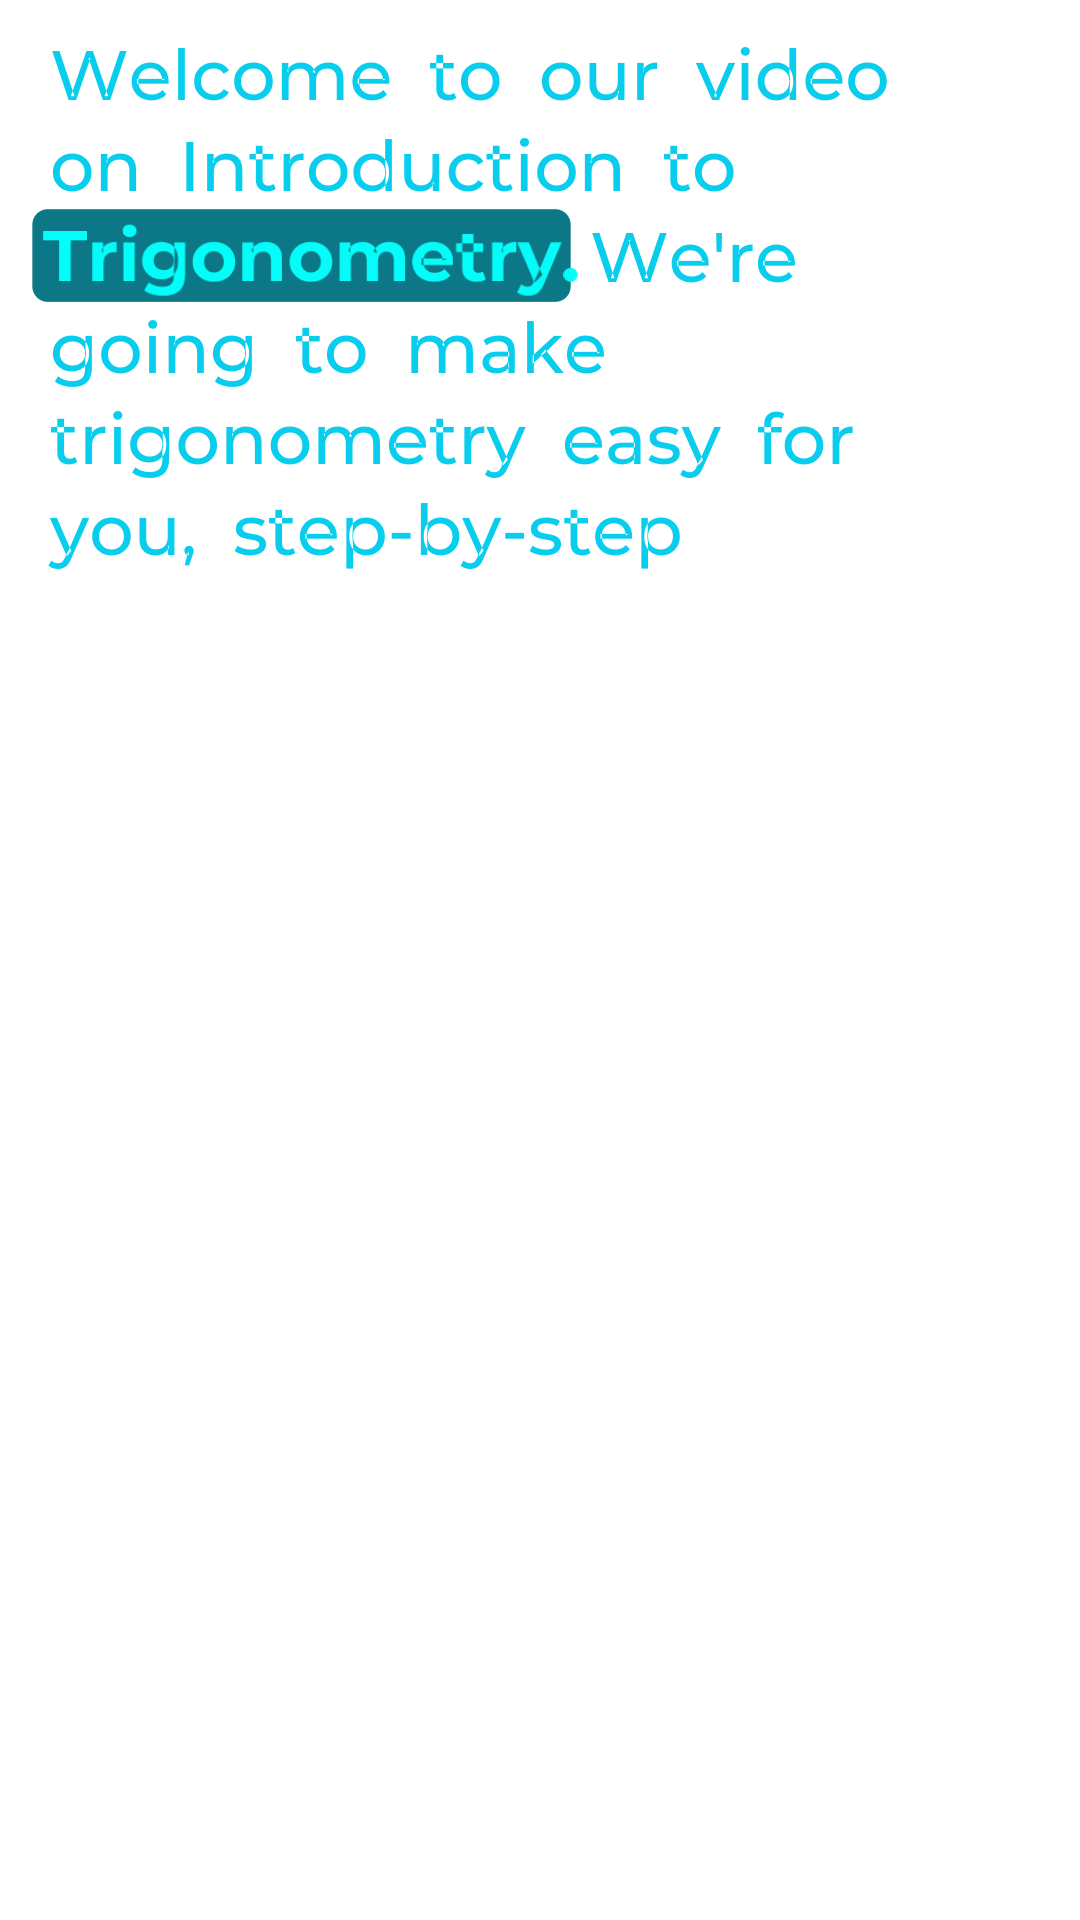 Welcome to our video
on Introduction to
Trigonometry. We're
going to make
trigonometry easy for
you, step-by-step